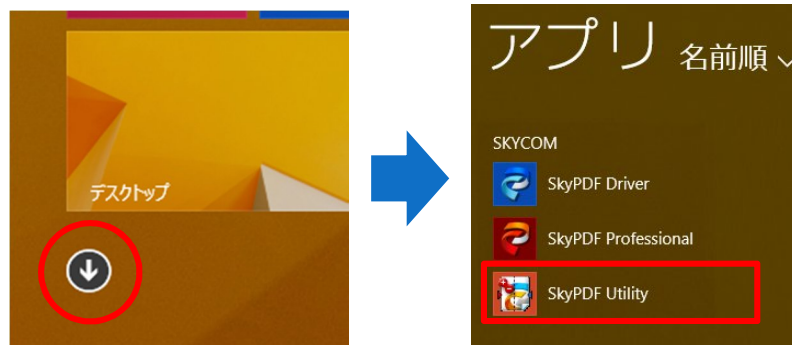 デスクトップ
アプリ 名前順
SKYCOM
SkyPDF Driver
SkyPDF Professional
SkyPDF Utility